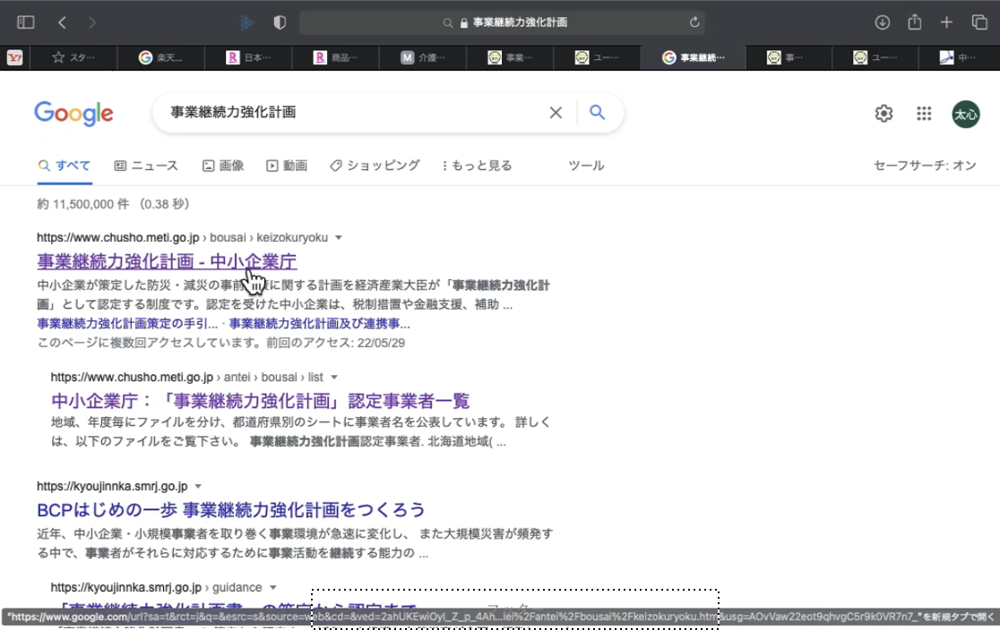 事業継続力強化計画
スタ…
楽天…
日本…
商品…
介護…
事業…
ユー…
事業継続…
事…
ユー…
中…
Google
事業継続力強化計画
太心
すべて ニュース 画像 動画 ショッピング もっと見る ツール セーフサーチ: オン
約 11,500,000 件 （0.38 秒）
https://www.chusho.meti.go.jp › bousai › keizokuryoku
事業継続力強化計画 - 中小企業庁
中小企業が策定した防災・減災の事前 に関する計画を経済産業大臣が「事業継続力強化計
画」として認定する制度です。認定を受けた中小企業は、税制措置や金融支援、補助 ...
事業継続力強化計画策定の手引... · 事業継続力強化計画及び連携事...
このページに複数回アクセスしています。前回のアクセス: 22/05/29
https://www.chusho.meti.go.jp › antei › bousai › list
中小企業庁：「事業継続力強化計画」認定事業者一覧
地域、年度毎にファイルを分け、都道府県別のシートに事業者名を公表しています。 詳しく
は、以下のファイルをご覧下さい。 事業継続力強化計画認定事業者. 北海道地域( ...
https://kyoujinnka.smrj.go.jp
BCPはじめの一歩 事業継続力強化計画をつくろう
近年、中小企業・小規模事業者を取り巻く事業環境が急速に変化し、 また大規模災害が頻発す
る中で、事業者がそれらに対応するために事業活動を継続する能力の ...
https://kyoujinnka.smrj.go.jp › guidance
"https://www.google.com/url?sa=t&rct=j&q=&esrc=s&source=web&cd=&ved=2ahUKEwiOyI_Z_p_4Ah...iei%2Fantei%2Fbousai%2Fkeizokuryoku.htm&usg=AOvVaw22eot9qhvgC5r9k0VR7n7_"を新規タブで開く